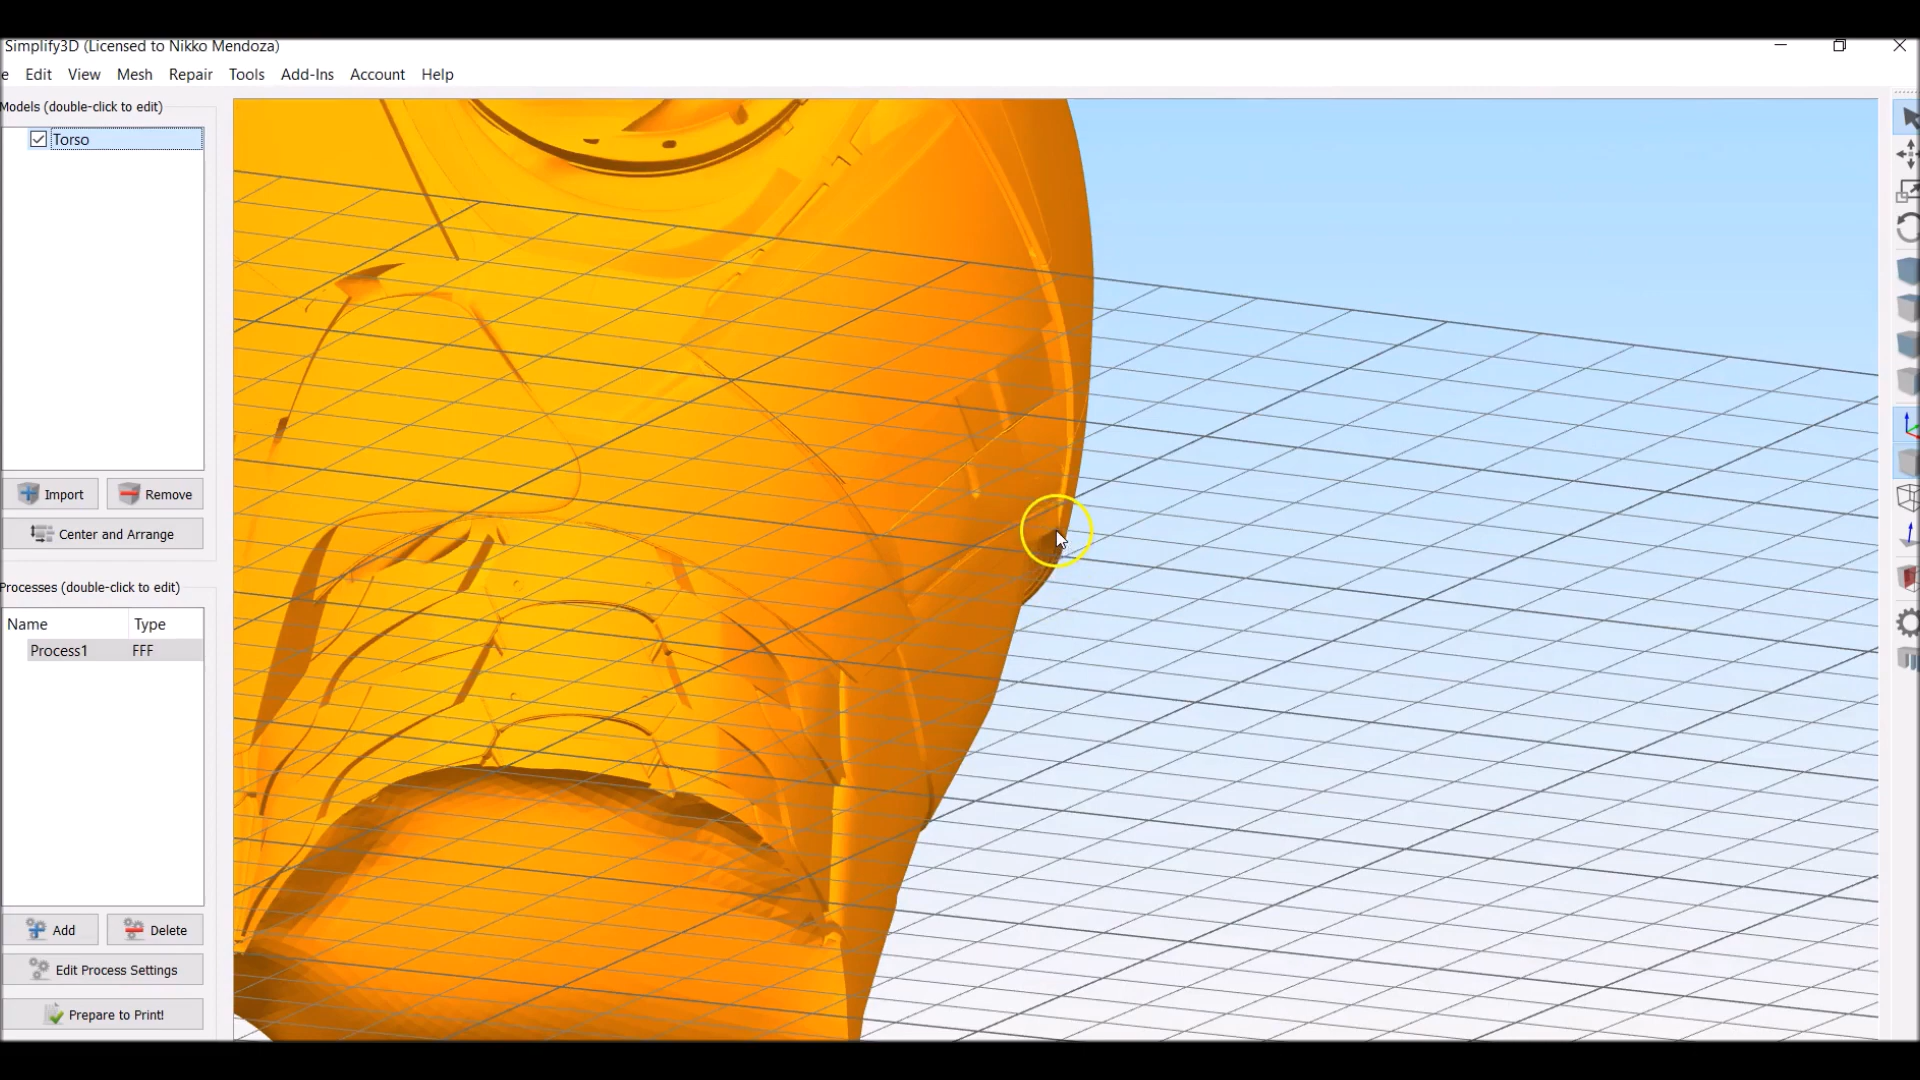 Simplify3D (Licensed to Nikko Mendoza)
e Edit View Mesh Repair Tools Add-Ins Account Help
Models (double-click to edit)
Torso
Import Remove
Center and Arrange
Processes (double-click to edit)
Name Type
Process1 FFF
Add Delete
Edit Process Settings
Prepare to Print!